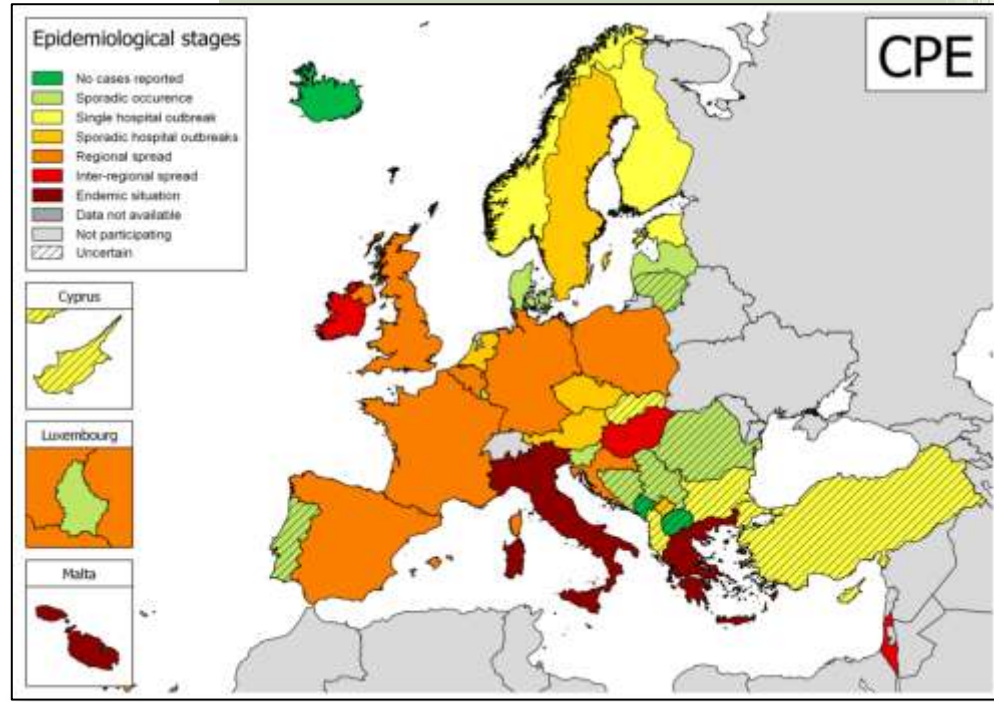 Epidemiological stages
No cases reported
Sporadic occurence
Single hospital outbreak
Sporadic hospital outbreaks
Regional spread
Inter-regional spread
Endemic situation
Data not available
Not participating
Uncertain
CPE
Cyprus
Luxembourg
Malta